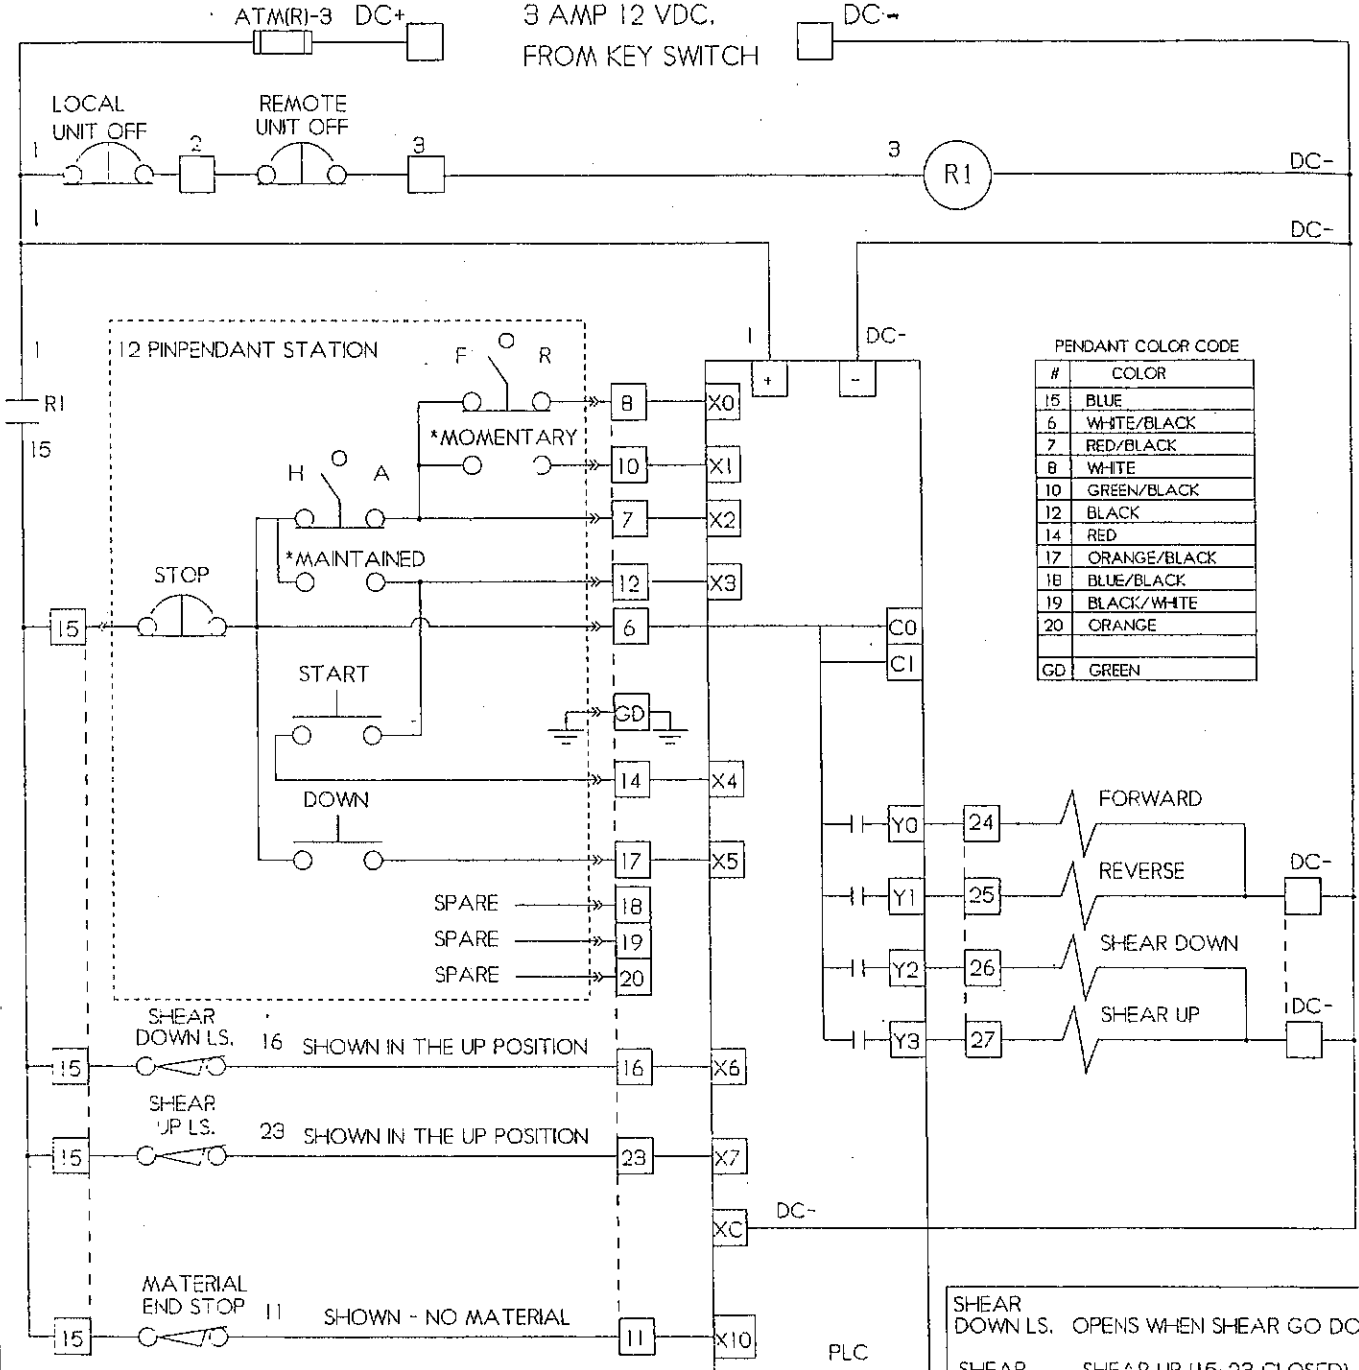 ATM(R)-3 DC+ 3 AMP 12 VDC. DC-
FROM KEY SWITCH
LOCAL
UNIT OFF
REMOTE
UNIT OFF
1 2 3 3 R1 DC-
1 DC-
1 DC-
+ -
1
R1
15
12 PINPENDANT STATION
F R
8 X0
*MOMENTARY
10 X1
H A
7 X2
*MAINTAINED
12 X3
STOP
15 6 C0
C1
START
GD
14 X4
DOWN
17 X5
SPARE 18
SPARE 19
SPARE 20
PENDANT COLOR CODE
# COLOR
15 BLUE
6 WHITE/BLACK
7 RED/BLACK
8 WHITE
10 GREEN/BLACK
12 BLACK
14 RED
17 ORANGE/BLACK
18 BLUE/BLACK
19 BLACK/WHITE
20 ORANGE
GD GREEN
Y0 24 FORWARD
Y1 25 REVERSE DC-
Y2 26 SHEAR DOWN
Y3 27 SHEAR UP DC-
SHEAR
DOWN LS. 16 SHOWN IN THE UP POSITION
15 16 X6
SHEAR
UP LS. 23 SHOWN IN THE UP POSITION
15 23 X7
XC DC-
MATERIAL
END STOP 11 SHOWN - NO MATERIAL
15 11 X10
PLC
SHEAR
DOWN LS. OPENS WHEN SHEAR GO DO
SHEAR SHEAR UP (15-23 CLOSED)